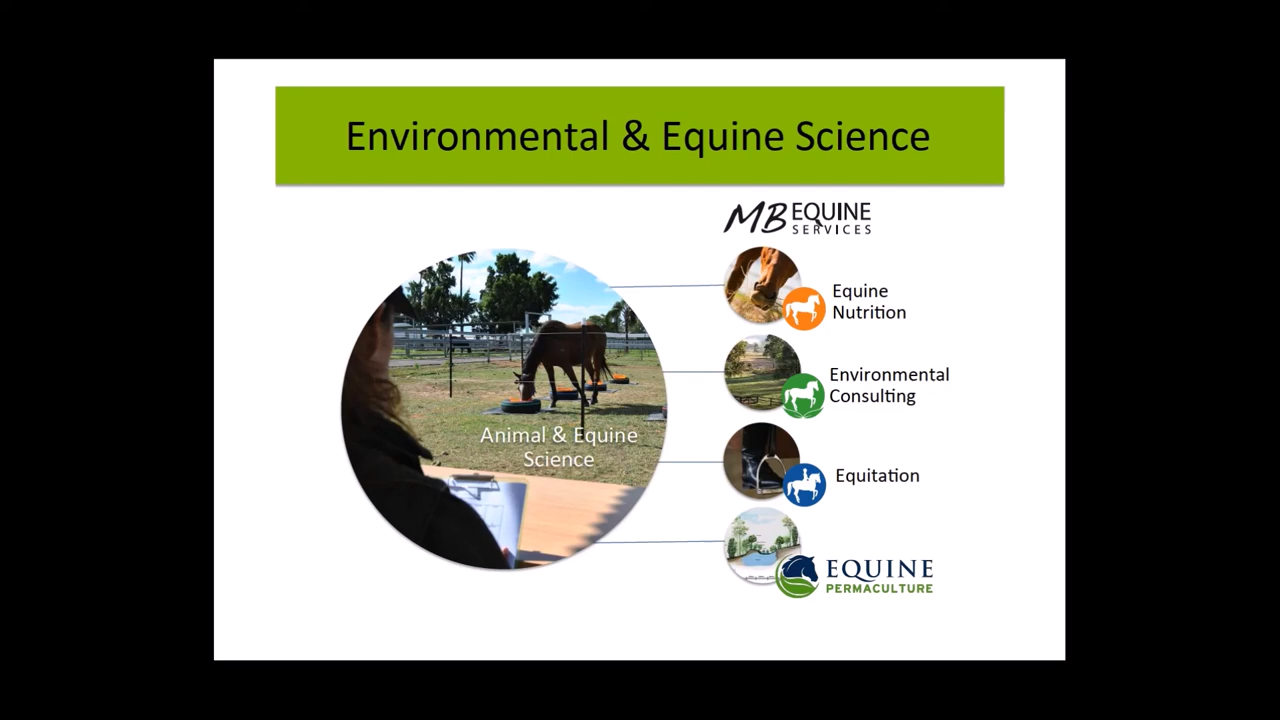 Environmental & Equine Science
MB EQUINE
SERVICES
Equine
Nutrition
Environmental
Consulting
Animal & Equine
Science
Equitation
EQUINE
PERMACULTURE